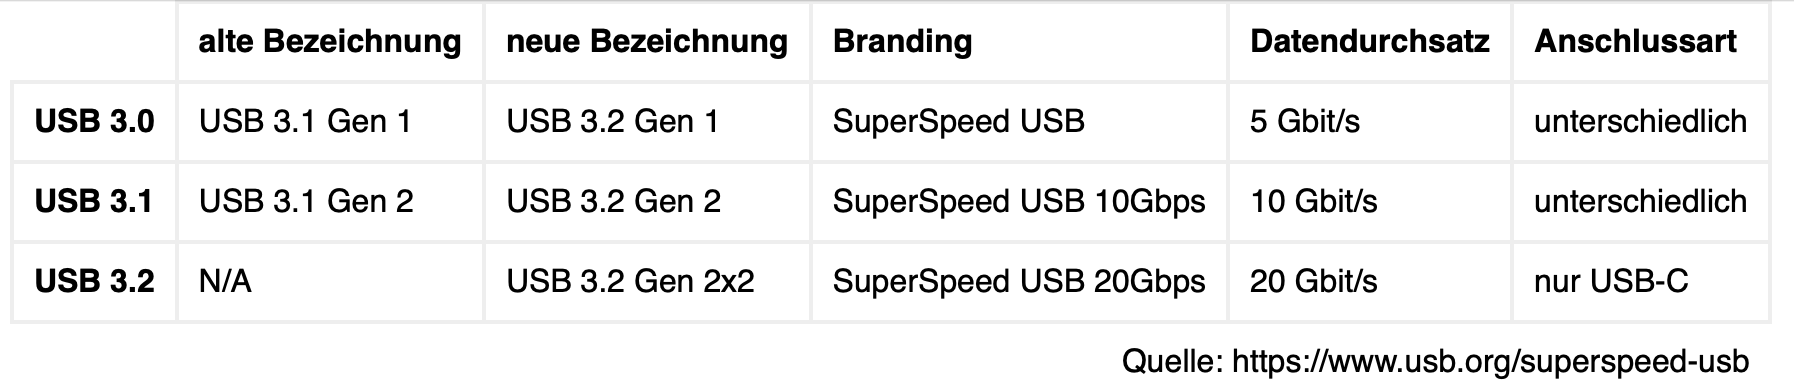 alte Bezeichnung neue Bezeichnung Branding Datendurchsatz Anschlussart
USB 3.0 USB 3.1 Gen 1 USB 3.2 Gen 1 SuperSpeed USB 5 Gbit/s unterschiedlich
USB 3.1 USB 3.1 Gen 2 USB 3.2 Gen 2 SuperSpeed USB 10Gbps 10 Gbit/s unterschiedlich
USB 3.2 N/A USB 3.2 Gen 2x2 SuperSpeed USB 20Gbps 20 Gbit/s nur USB-C
Quelle: https://www.usb.org/superspeed-usb